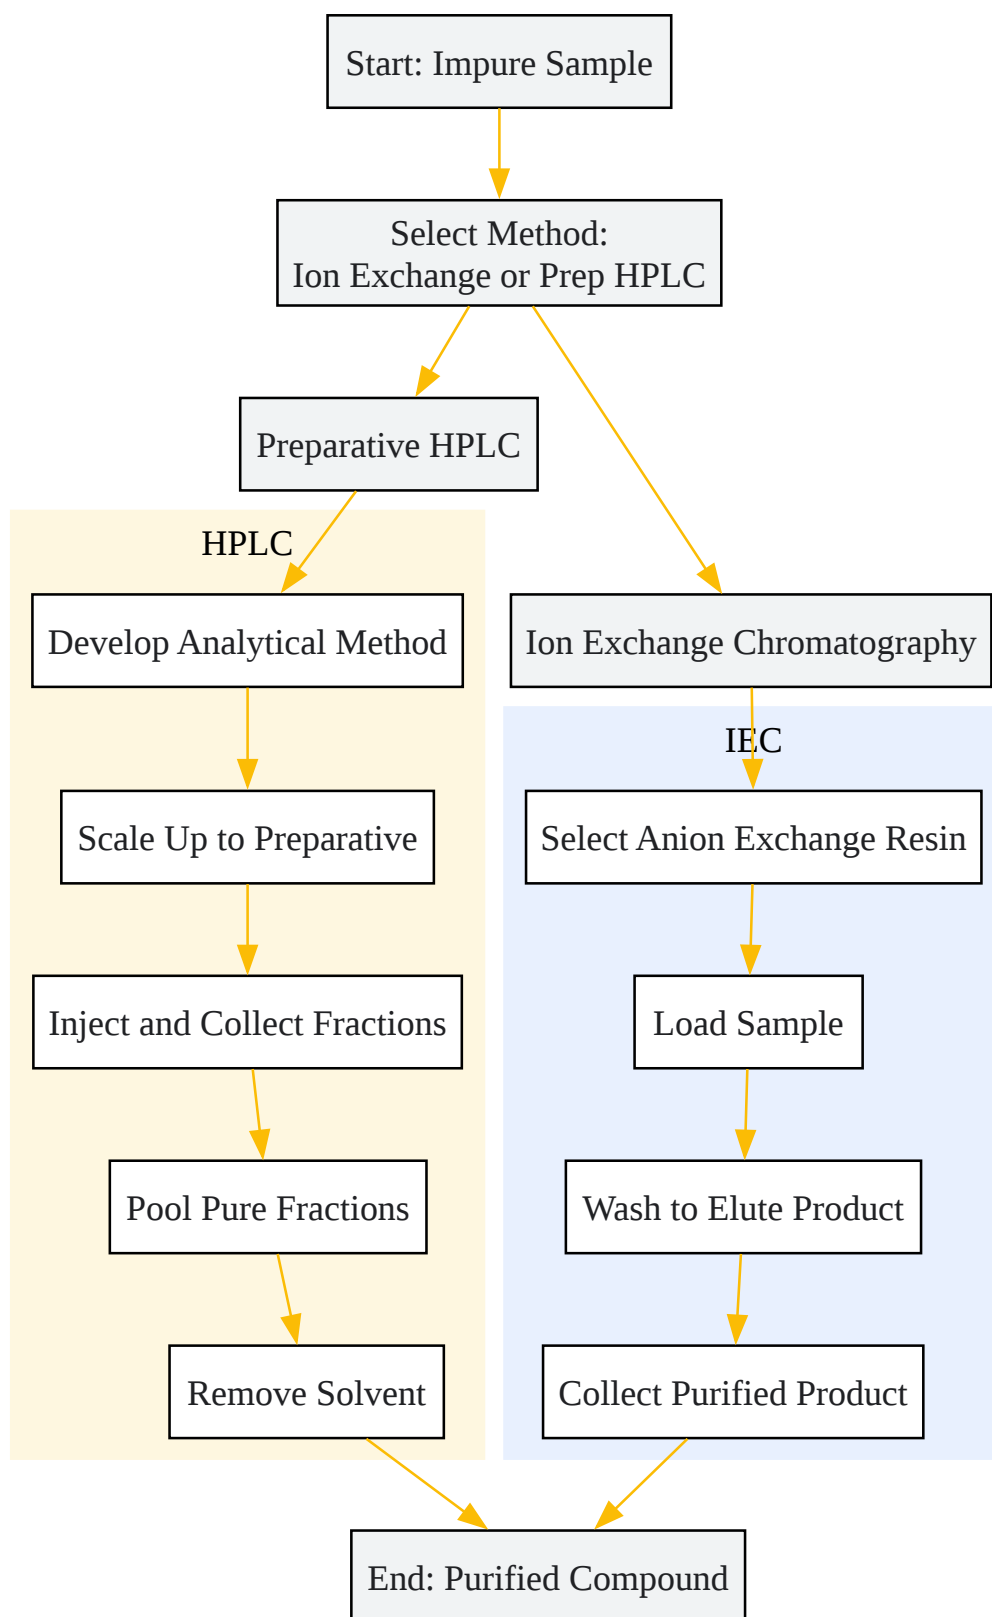 Start: Impure Sample
Select Method:
Ion Exchange or Prep HPLC
Preparative HPLC
HPLC
Develop Analytical Method
Scale Up to Preparative
Inject and Collect Fractions
Pool Pure Fractions
Remove Solvent
Ion Exchange Chromatography
IEC
Select Anion Exchange Resin
Load Sample
Wash to Elute Product
Collect Purified Product
End: Purified Compound